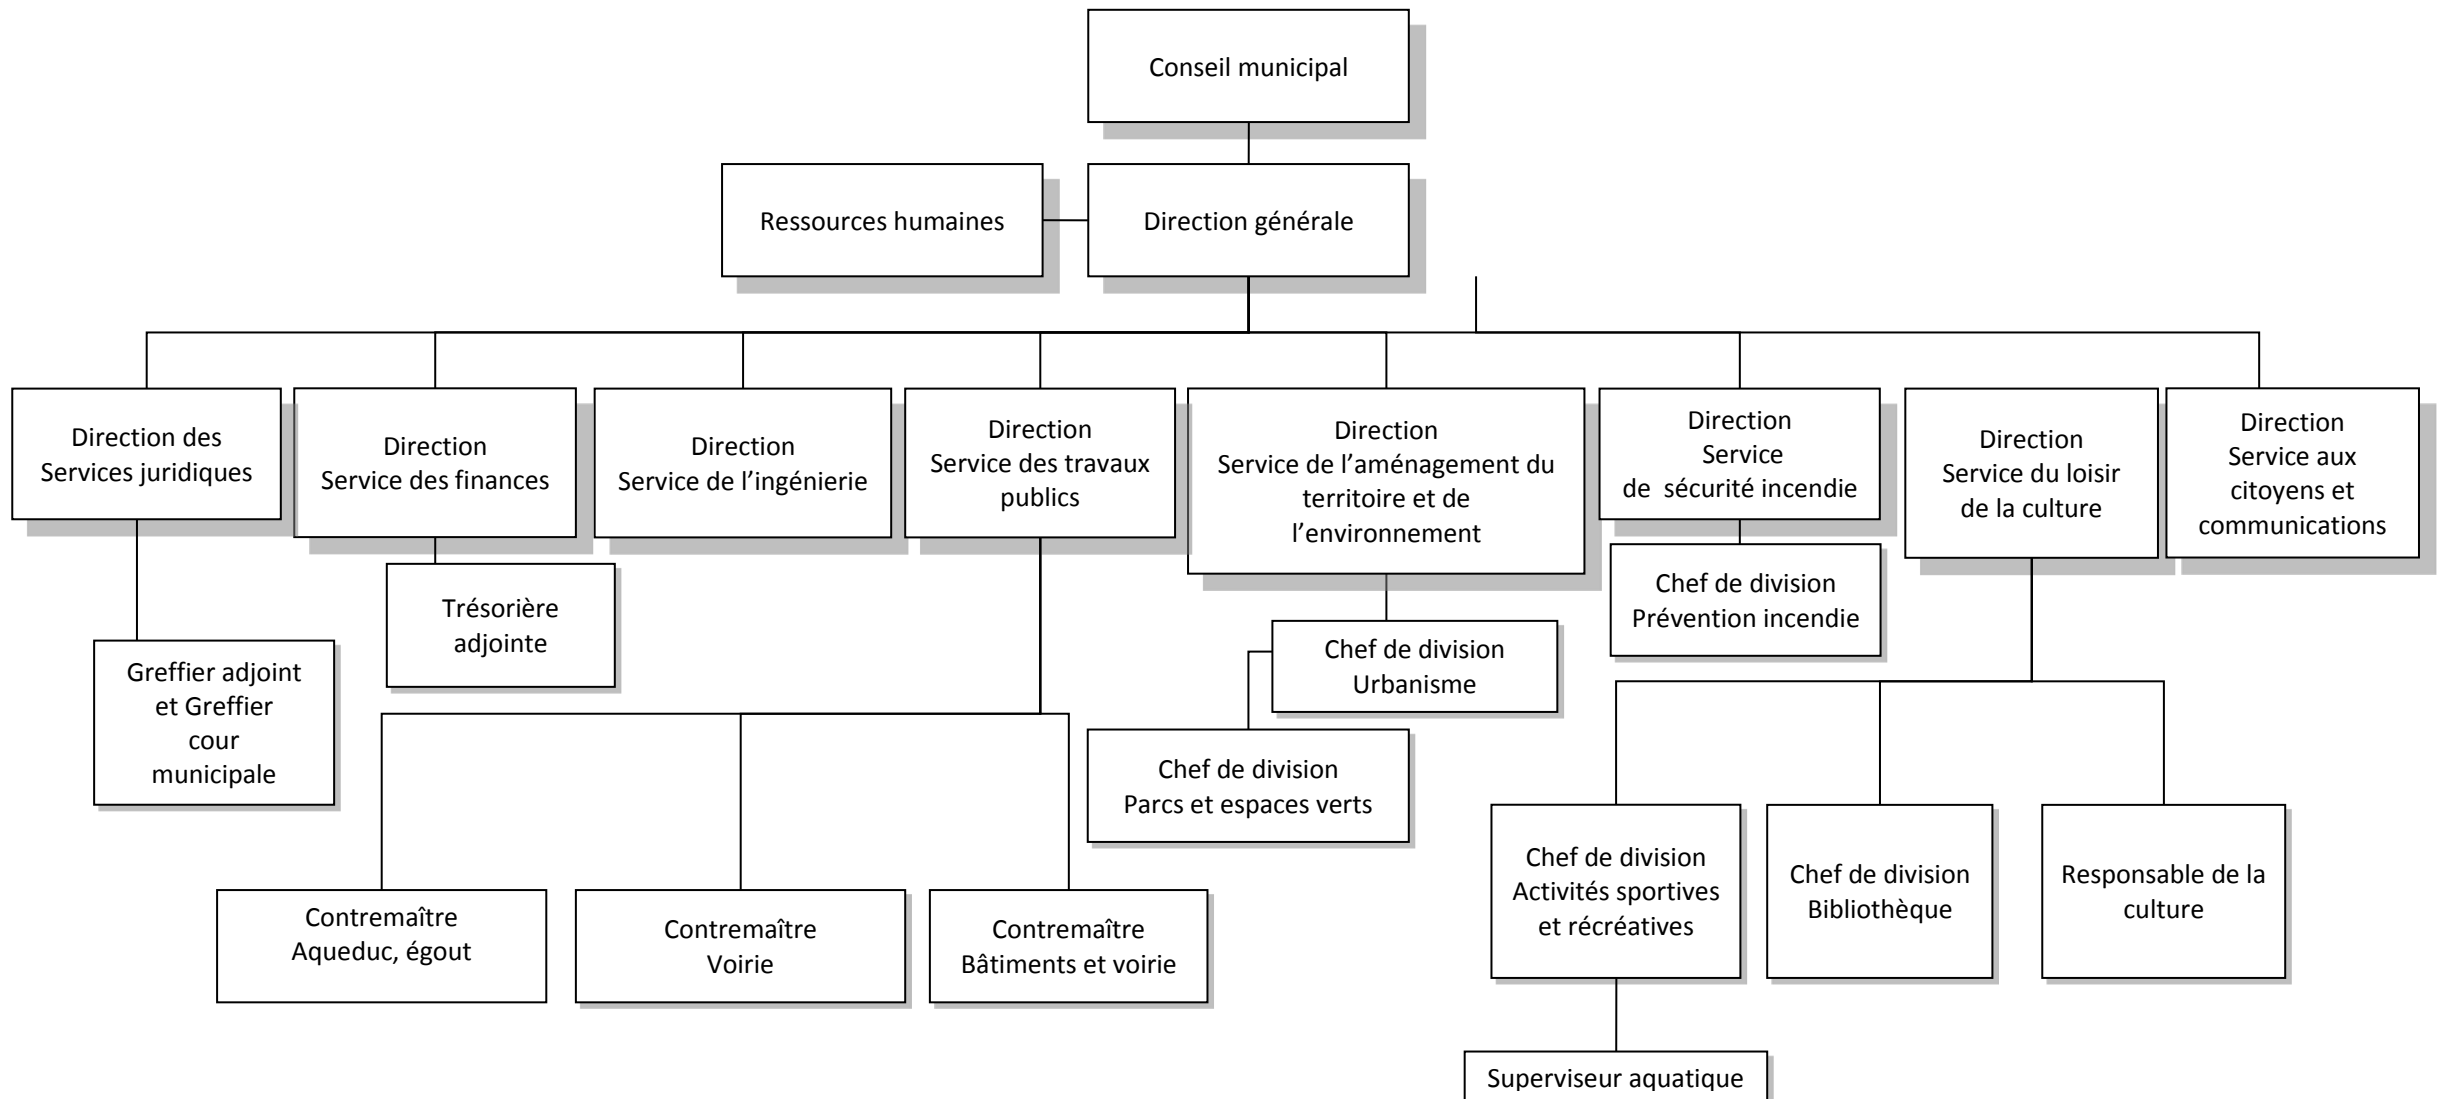 Conseil municipal
Ressources humaines
Direction générale
Direction des
Services juridiques
Direction
Service des finances
Direction
Service de l’ingénierie
Direction
Service des travaux
publics
Direction
Service de l’aménagement du
territoire et de
l’environnement
Direction
Service
de  sécurité incendie
Direction
Service du loisir
de la culture
Direction
Service aux
citoyens et
communications
Greffier adjoint
et Greffier
cour
municipale
Trésorière
adjointe
Chef de division
Urbanisme
Chef de division
Parcs et espaces verts
Chef de division
Prévention incendie
Contremaître
Aqueduc, égout
Contremaître
Voirie
Contremaître
Bâtiments et voirie
Chef de division
Activités sportives
et récréatives
Chef de division
Bibliothèque
Responsable de la
culture
Superviseur aquatique